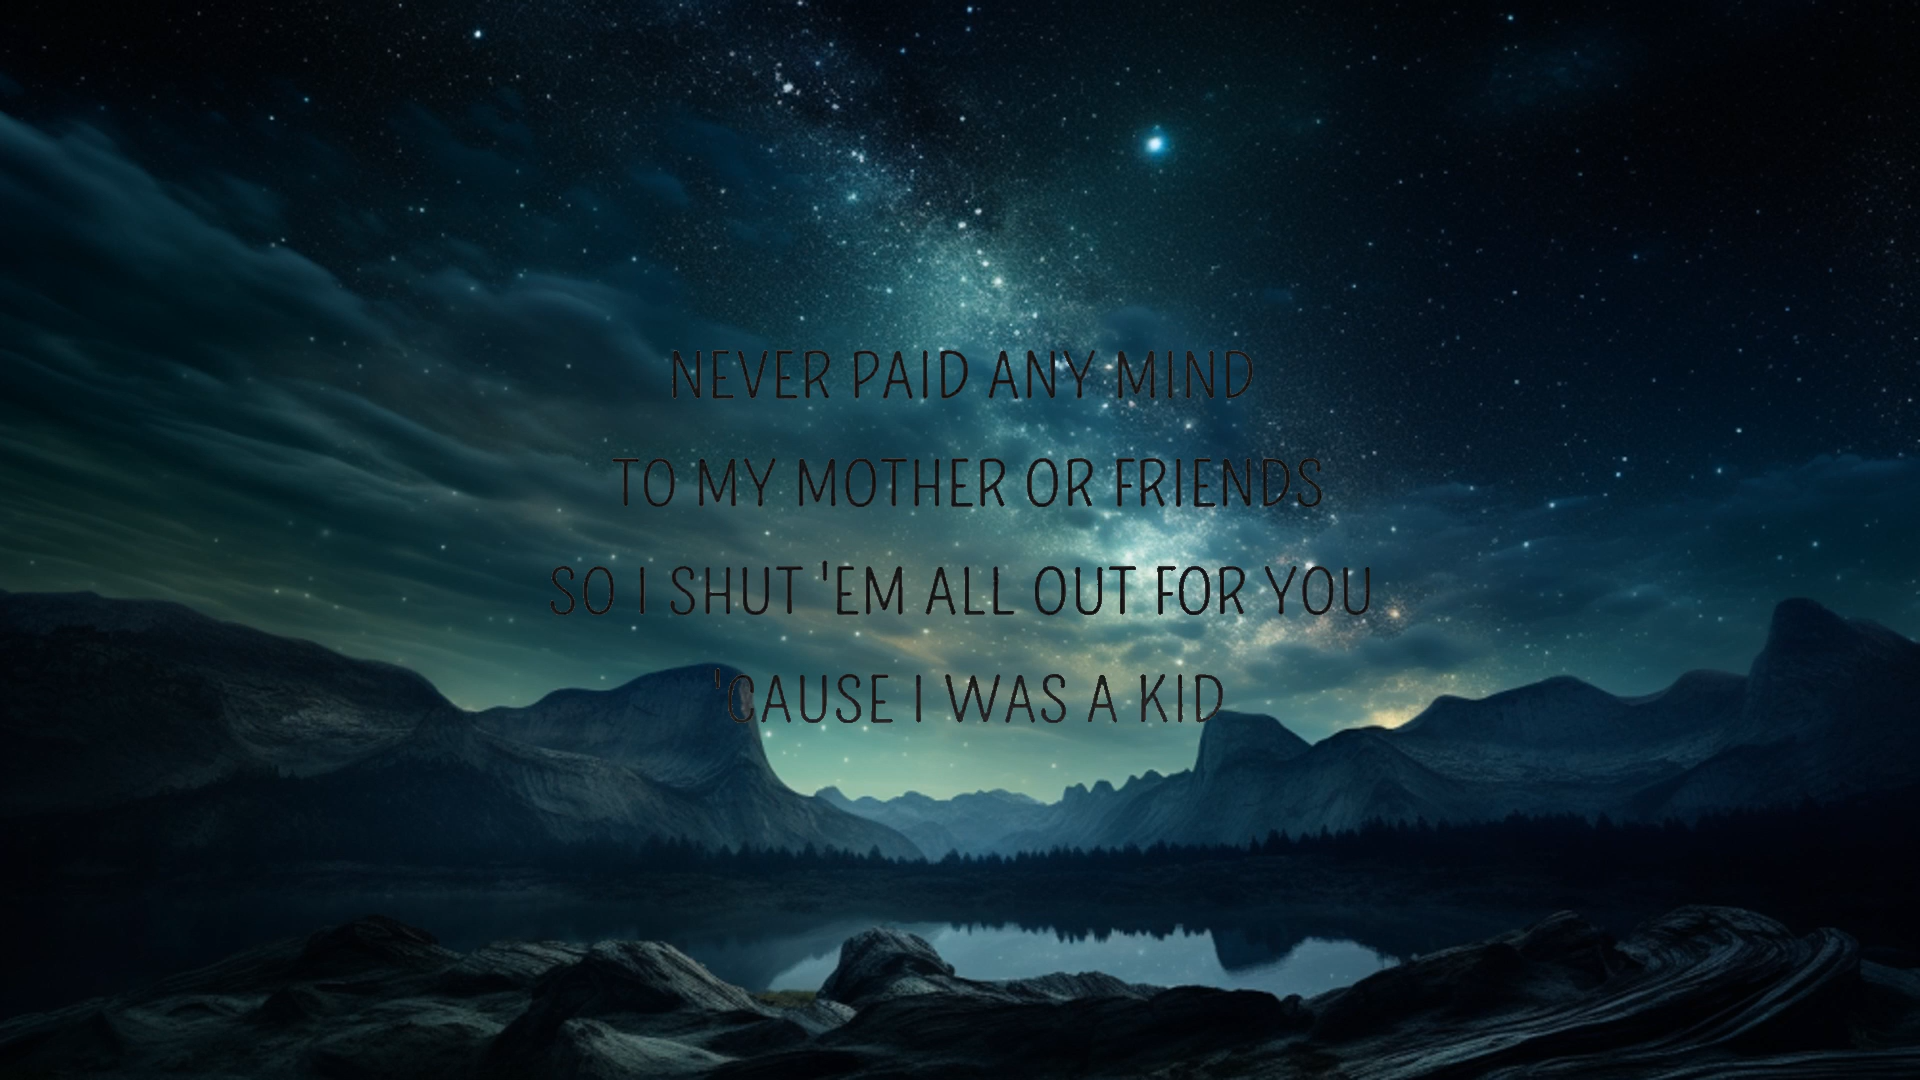 NEVER PAID ANY MIND
TO MY MOTHER OR FRIENDS
SO I SHUT 'EM ALL OUT FOR YOU
'CAUSE I WAS A KID